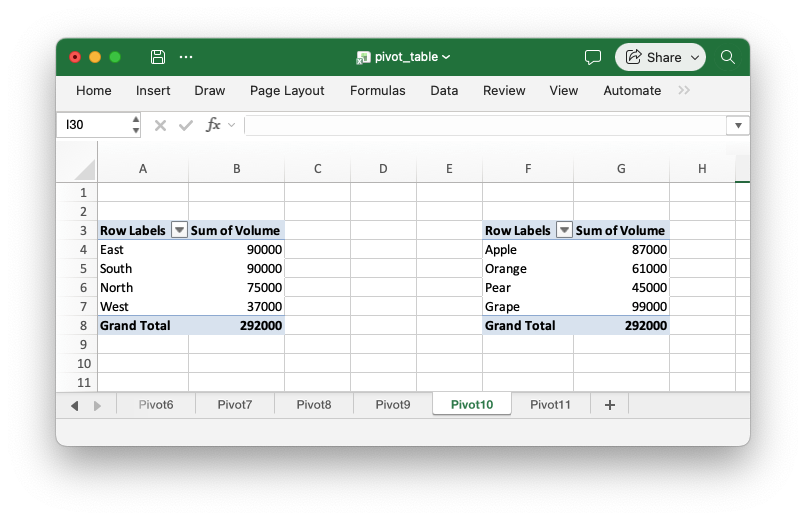 pivot_table
Share
Home Insert Draw Page Layout Formulas Data Review View Automate
I30 fx
A B C D E F G H
1
2
3 Row Labels Sum of Volume Row Labels Sum of Volume
4 East 90000 Apple 87000
5 South 90000 Orange 61000
6 North 75000 Pear 45000
7 West 37000 Grape 99000
8 Grand Total 292000 Grand Total 292000
9
10
11
Pivot6 Pivot7 Pivot8 Pivot9 Pivot10 Pivot11 +